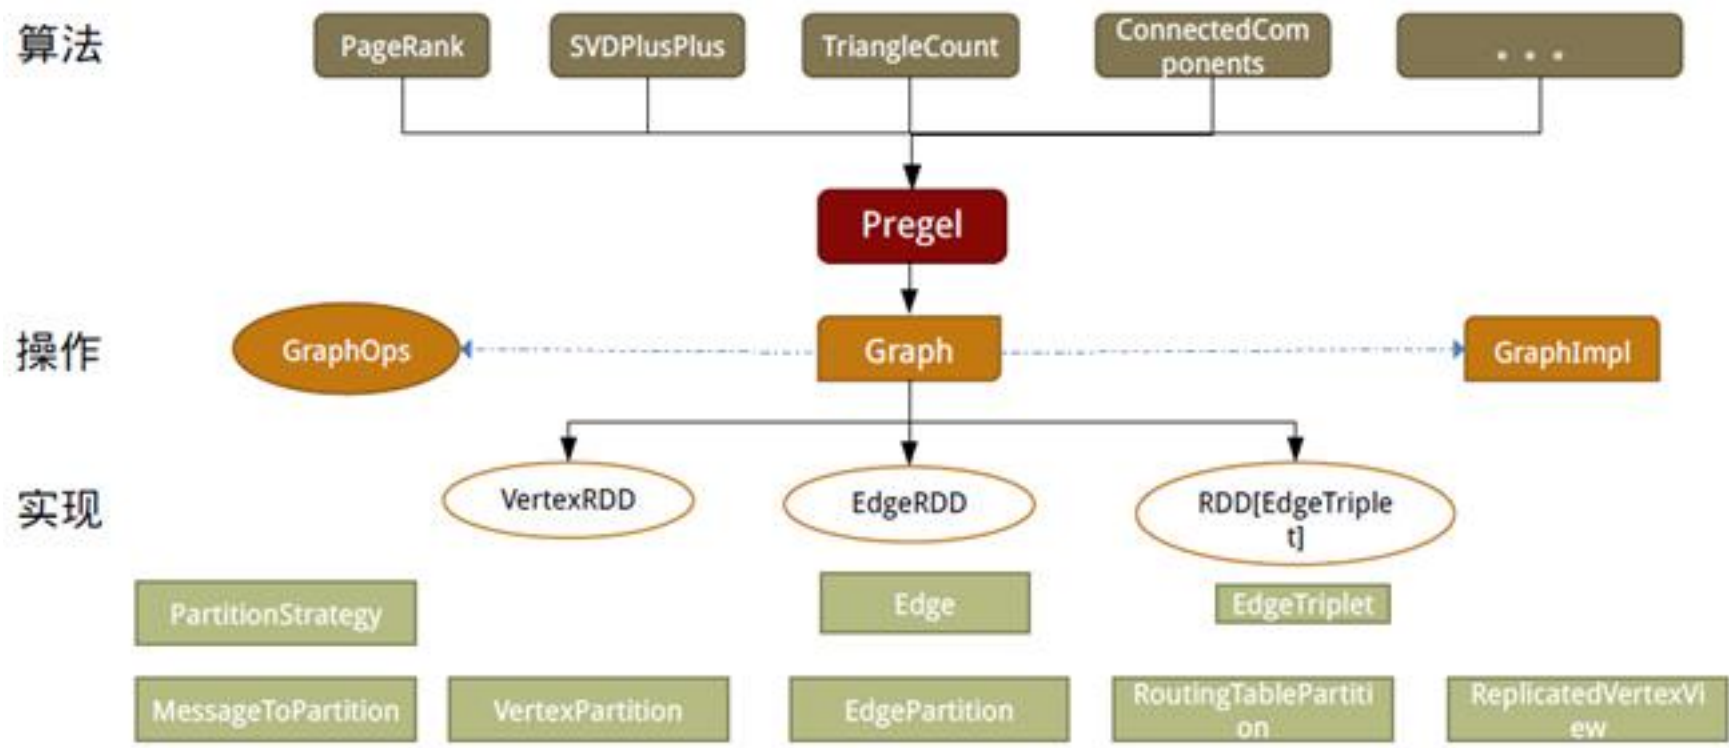 算法
PageRank
SVDPlusPlus
TriangleCount
ConnectedCom
ponents
...
Pregel
操作
GraphOps
Graph
GraphImpl
实现
VertexRDD
EdgeRDD
RDD[EdgeTriple
t]
PartitionStrategy
Edge
EdgeTriplet
MessageToPartition
VertexPartition
EdgePartition
RoutingTablePartiti
on
ReplicatedVertexVi
ew